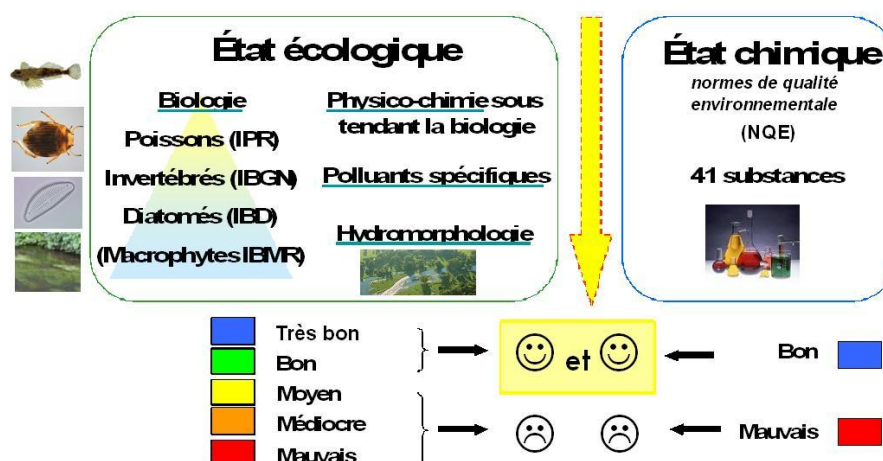 État écologique
Biologie
Poissons (IPR)
Invertébrés (IBGN)
Diatomés (IBD)
(Macrophytes IBMR)
Physico-chimie sous
tendant la biologie
Polluants spécifiques
Hydromorphologie
État chimique
normes de qualité
environnementale
(NQE)
41 substances
Très bon
Bon
Moyen
Médiocre
Mauvais
et
Bon
Mauvais